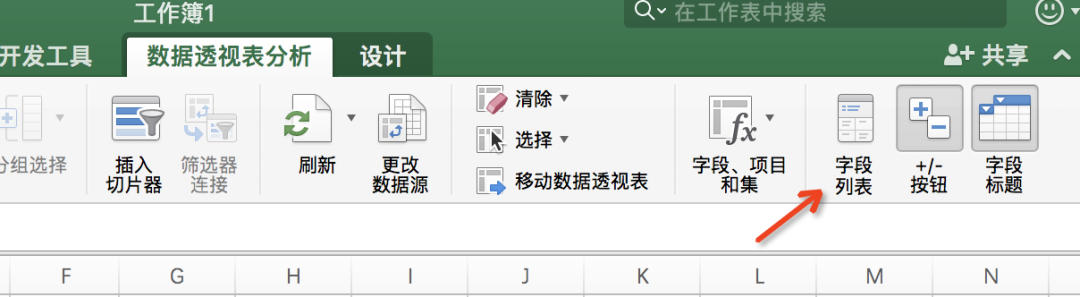 工作簿1
在工作表中搜索
开发工具
数据透视表分析
设计
共享
分组选择
插入
切片器
筛选器
连接
刷新
更改
数据源
清除
选择
移动数据透视表
fx
字段、项目
和集
字段
列表
+/-
按钮
字段
标题
F G H I J K L M N